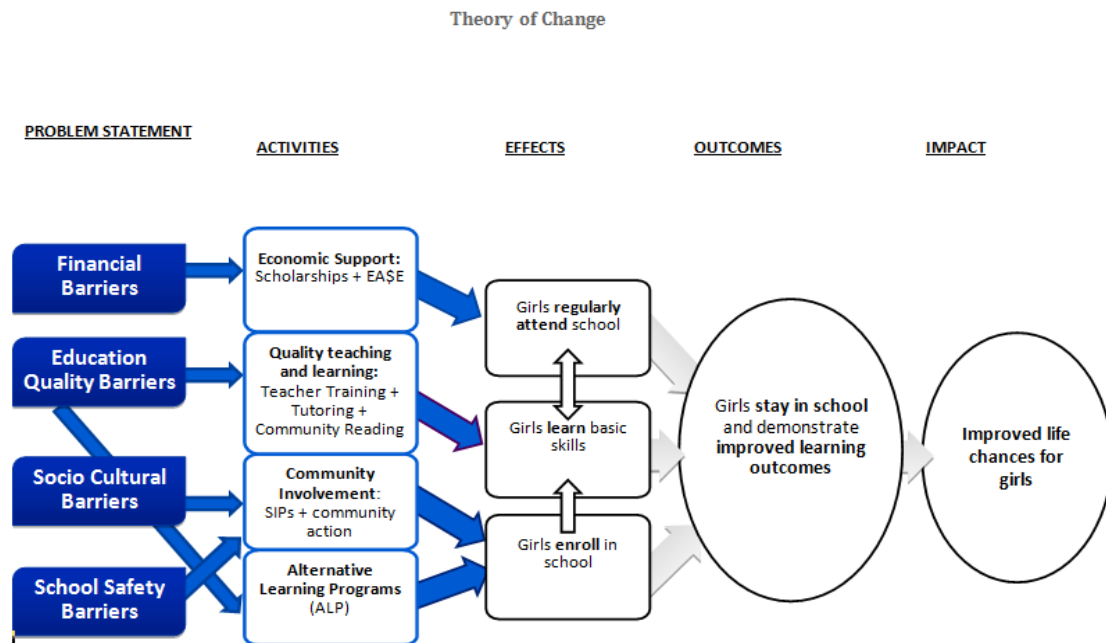 Theory of Change
PROBLEM STATEMENT
ACTIVITIES
EFFECTS
OUTCOMES
IMPACT
Financial
Barriers
Education
Quality Barriers
Socio Cultural
Barriers
School Safety
Barriers
Economic Support:
Scholarships + EA$E
Quality teaching
and learning:
Teacher Training +
Tutoring +
Community Reading
Community
Involvement:
SIPs + community
action
Alternative
Learning Programs
(ALP)
Girls regularly
attend school
Girls learn basic
skills
Girls enroll in
school
Girls stay in school
and demonstrate
improved learning
outcomes
Improved life
chances for
girls